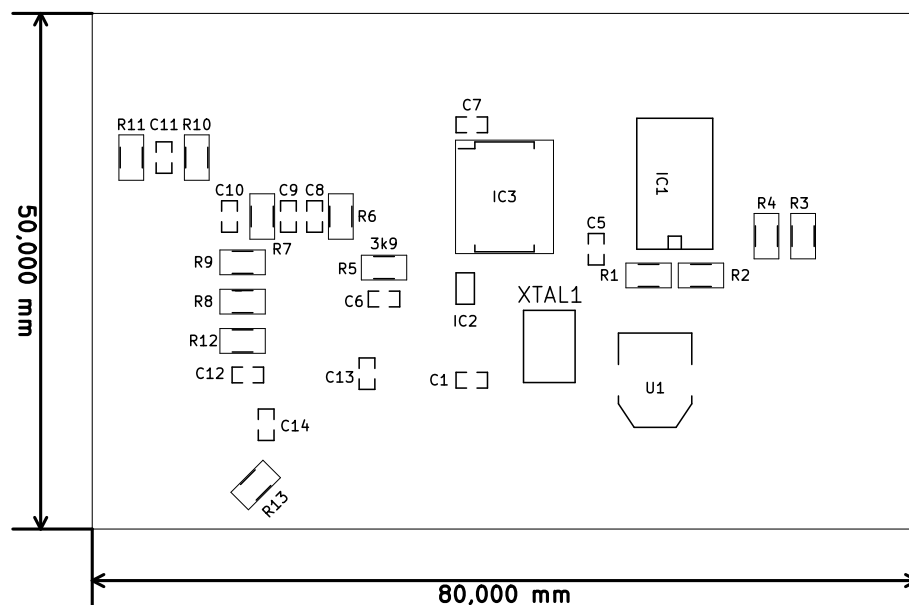 C7
R11 C11 R10
IC1
IC3
C10 C9 C8
R6
R4 R3
C5
R7
3k9
R9
R5
R1 R2
50,000 mm
R8
C6
XTAL1
IC2
R12
C12
C13
C1
U1
C14
R13
80,000 mm